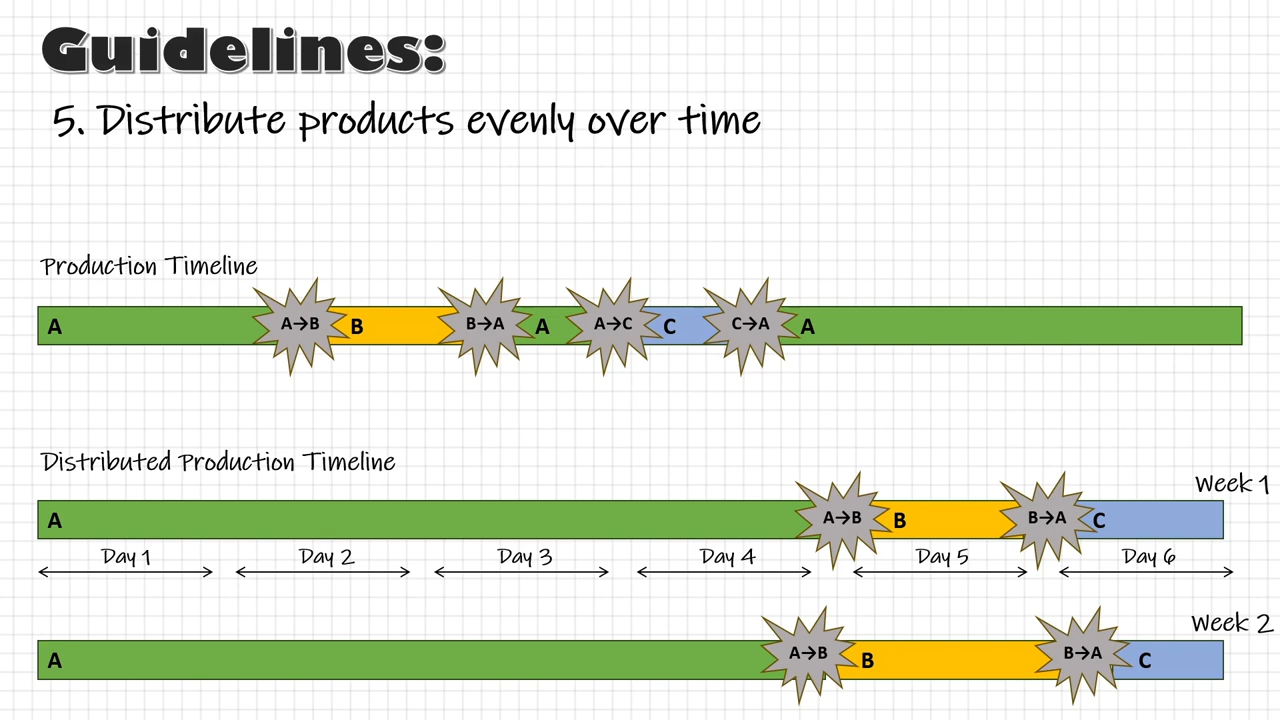 Guidelines:
5. Distribute products evenly over time
Production Timeline
A A→B B B→A A A→C C C→A A
Distributed Production Timeline
Week 1
A A→B B B→A C
Day 1 Day 2 Day 3 Day 4 Day 5 Day 6
Week 2
A A→B B B→A C